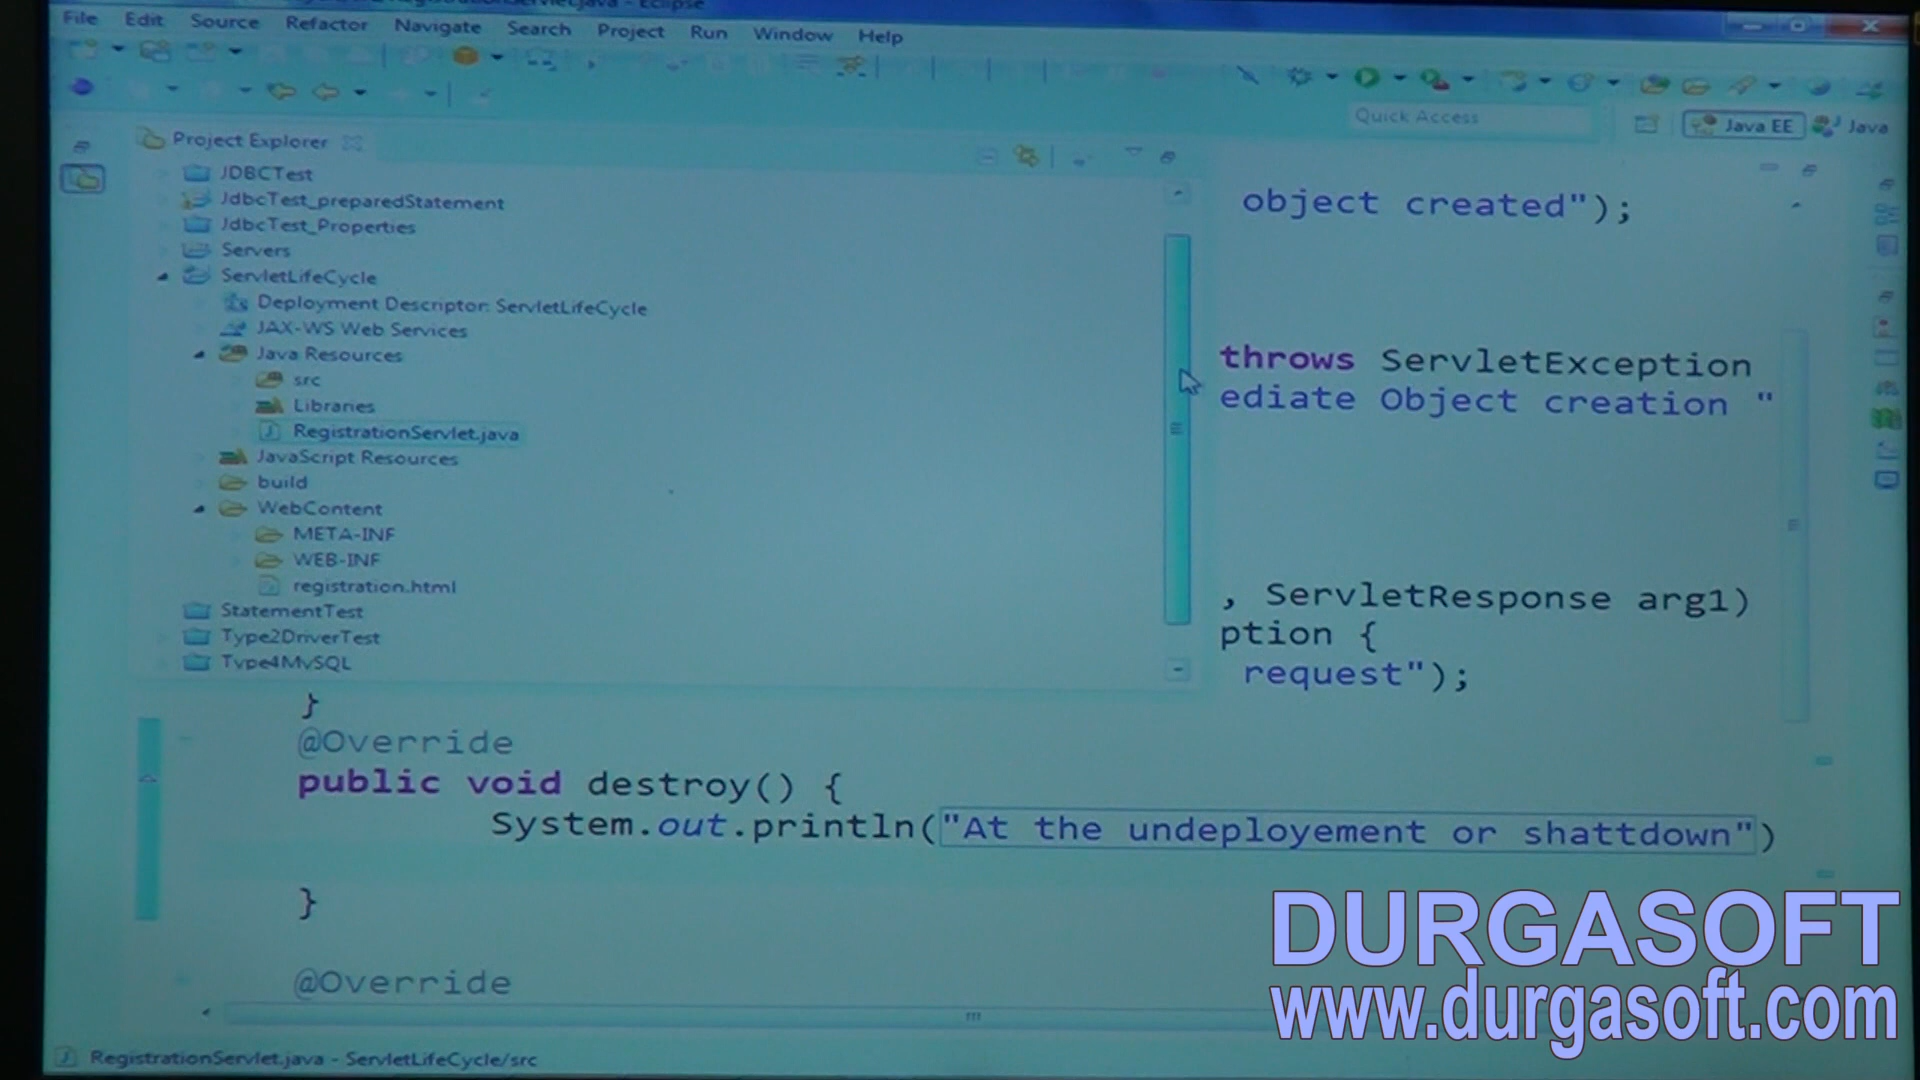 RegistrationServlet.java - Eclipse
File Edit Source Refactor Navigate Search Project Run Window Help
Quick Access
Java EE
Java
Project Explorer
JDBCTest
JdbcTest_preparedStatement
JdbcTest_Properties
Servers
ServletLifeCycle
Deployment Descriptor: ServletLifeCycle
JAX-WS Web Services
Java Resources
src
Libraries
RegistrationServlet.java
JavaScript Resources
build
WebContent
META-INF
WEB-INF
registration.html
StatementTest
Type2DriverTest
Type4MySQL
object created");
throws ServletException
ediate Object creation "
, ServletResponse arg1)
ption {
request");
}
@Override
public void destroy() {
System.out.println("At the undeployement or shattdown")
}
@Override
RegistrationServlet.java - ServletLifeCycle/src
DURGASOFT
www.durgasoft.com